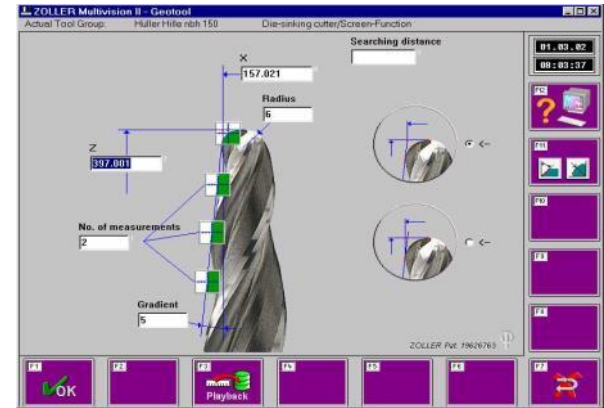 ZOLLER Multivision II - Geotool
Actual Tool Group: Huller Hille nbh 150 Die-sinking cutter/Screen-Function
Searching distance
01.03.02
08:03:37
X
157.021
Radius
6
F12
?
Z
397.001
<-
F11
No. of measurements
2
F10
<-
F9
Gradient
5
F8
ZOLLER Pat. 19626763
F1
OK
F2
F3
Playback
F4
F5
F6
F7